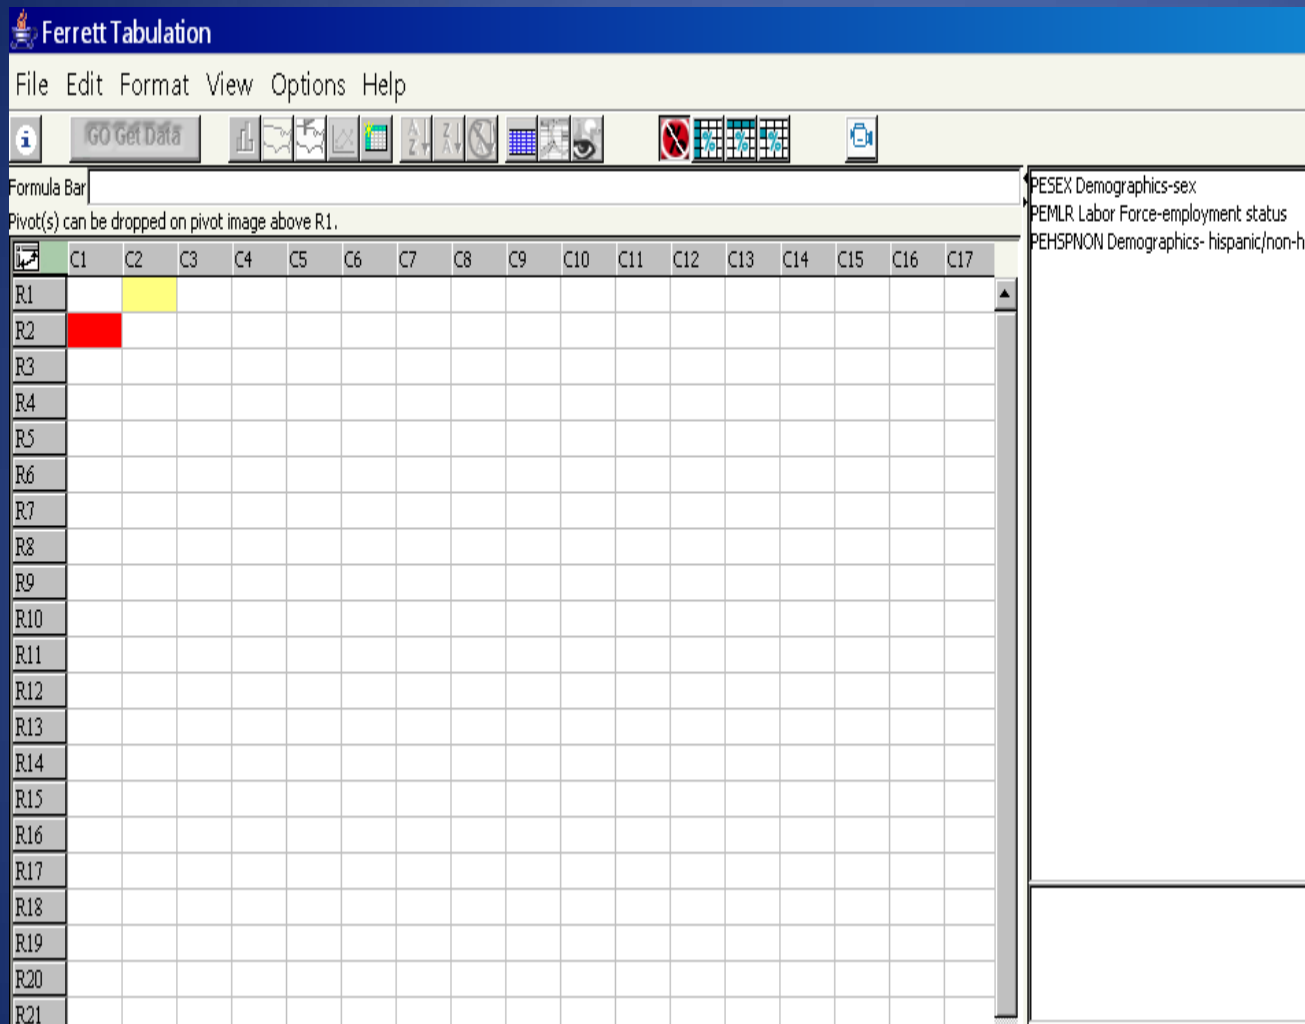 Ferrett Tabulation
File Edit Format View Options Help
GO Get Data
Formula Bar
Pivot(s) can be dropped on pivot image above R1.
C1 C2 C3 C4 C5 C6 C7 C8 C9 C10 C11 C12 C13 C14 C15 C16 C17
R1
R2
R3
R4
R5
R6
R7
R8
R9
R10
R11
R12
R13
R14
R15
R16
R17
R18
R19
R20
R21
PESEX Demographics-sex
PEMLR Labor Force-employment status
PEHSPNON Demographics- hispanic/non-h